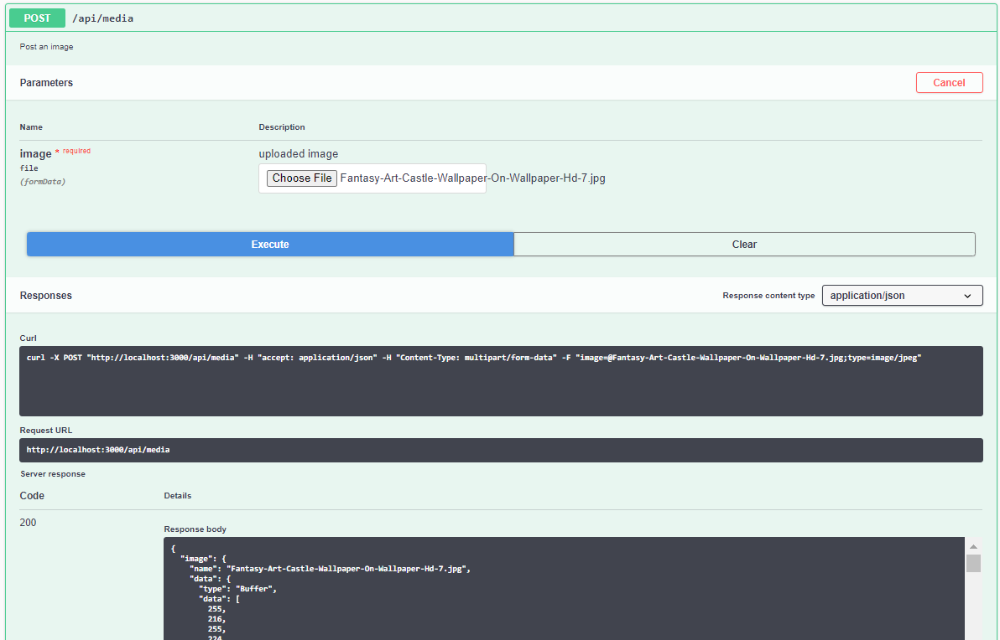 POST /api/media
Post an image
Parameters Cancel
Name Description
image * required uploaded image
file
(formData)
Choose File Fantasy-Art-Castle-Wallpaper-On-Wallpaper-Hd-7.jpg
Execute Clear
Responses Response content type application/json
Curl
curl -X POST "http://localhost:3000/api/media" -H "accept: application/json" -H "Content-Type: multipart/form-data" -F "image=@Fantasy-Art-Castle-Wallpaper-On-Wallpaper-Hd-7.jpg;type=image/jpeg"
Request URL
http://localhost:3000/api/media
Server response
Code Details
200
Response body
{
"image": {
"name": "Fantasy-Art-Castle-Wallpaper-On-Wallpaper-Hd-7.jpg",
"data": {
"type": "Buffer",
"data": [
255,
216,
255,
224